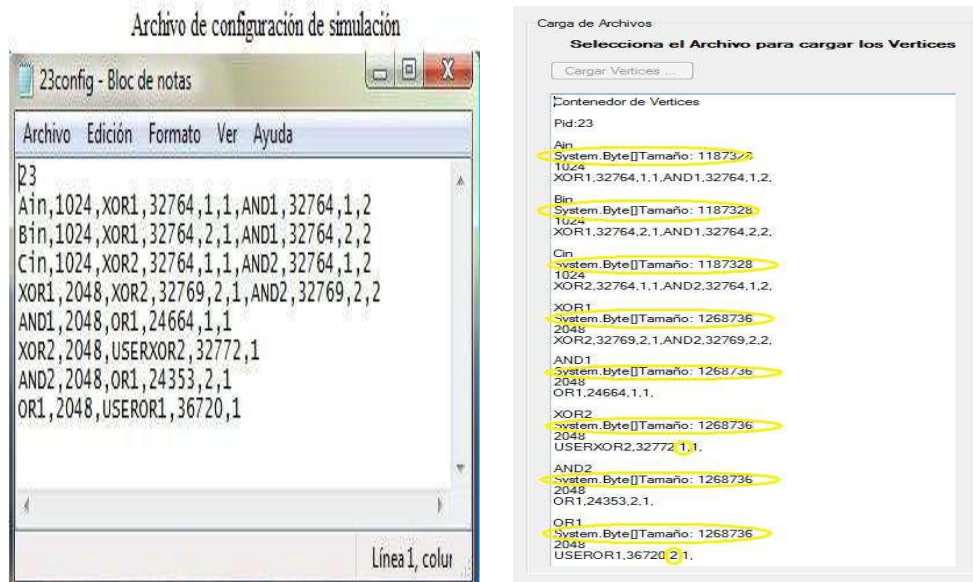 Archivo de configuración de simulación
23config - Bloc de notas
Archivo Edición Formato Ver Ayuda
23
Ain,1024,XOR1,32764,1,1,AND1,32764,1,2
Bin,1024,XOR1,32764,2,1,AND1,32764,2,2
Cin,1024,XOR2,32764,1,1,AND2,32764,1,2
XOR1,2048,XOR2,32769,2,1,AND2,32769,2,2
AND1,2048,OR1,24664,1,1
XOR2,2048,USERXOR2,32772,1
AND2,2048,OR1,24353,2,1
OR1,2048,USEROR1,36720,1
Línea 1, colur
Carga de Archivos
Selecciona el Archivo para cargar los Vertices
Cargar Vertices ...
Contenedor de Vertices
Pid:23
Ain
System.Byte[]Tamaño: 1187328
1024
XOR1,32764,1,1,AND1,32764,1,2,
Bin
System.Byte[]Tamaño: 1187328
1024
XOR1,32764,2,1,AND1,32764,2,2,
Cin
System.Byte[]Tamaño: 1187328
1024
XOR2,32764,1,1,AND2,32764,1,2,
XOR1
System.Byte[]Tamaño: 1268736
2048
XOR2,32769,2,1,AND2,32769,2,2,
AND1
System.Byte[]Tamaño: 1268736
2048
OR1,24664,1,1,
XOR2
System.Byte[]Tamaño: 1268736
2048
USERXOR2,32772,1,1,
AND2
System.Byte[]Tamaño: 1268736
2048
OR1,24353,2,1,
OR1
System.Byte[]Tamaño: 1268736
2048
USEROR1,36720,2,1,